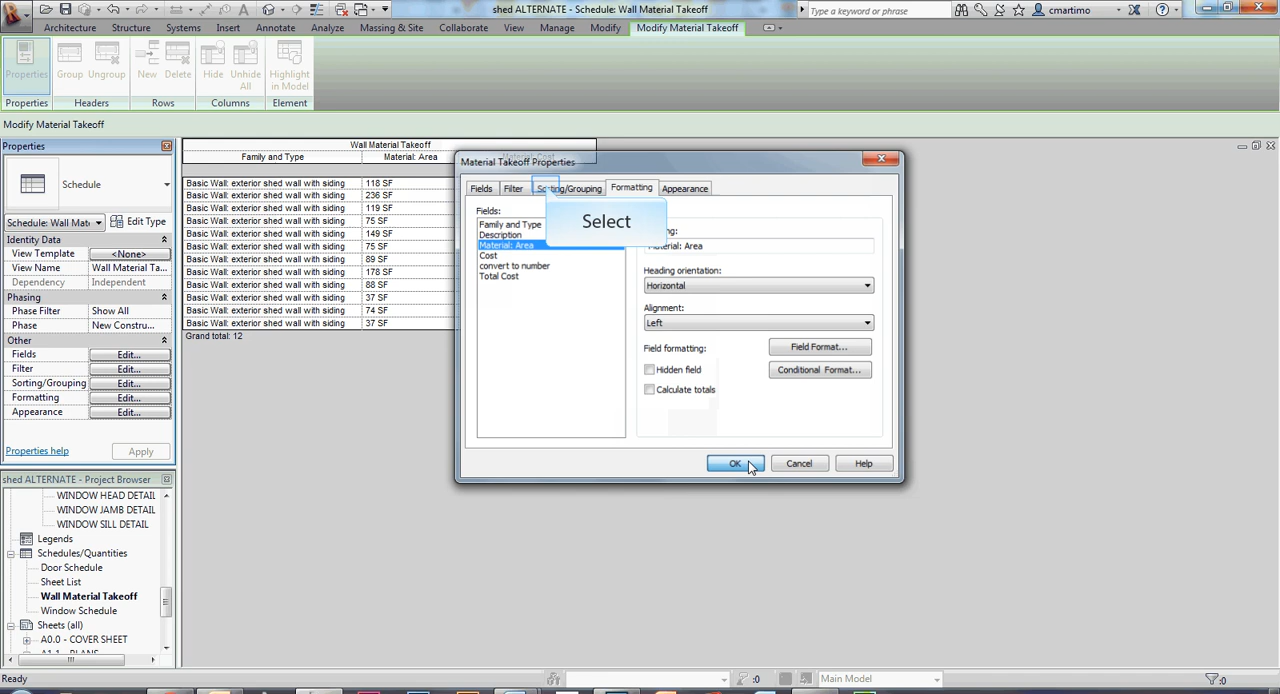 shed ALTERNATE - Schedule: Wall Material Takeoff
Type a keyword or phrase
cmartimo
Architecture Structure Systems Insert Annotate Analyze Massing & Site Collaborate View Manage Modify Modify Material Takeoff
Properties Group Ungroup New Delete Hide Unhide All Highlight in Model
Properties Headers Rows Columns Element
Modify Material Takeoff
Properties
Schedule
Schedule: Wall Mat Edit Type
Identity Data
View Template <None>
View Name Wall Material Ta...
Dependency Independent
Phasing
Phase Filter Show All
Phase New Constru...
Other
Fields Edit...
Filter Edit...
Sorting/Grouping Edit...
Formatting Edit...
Appearance Edit...
Properties help Apply
shed ALTERNATE - Project Browser
WINDOW HEAD DETAIL
WINDOW JAMB DETAIL
WINDOW SILL DETAIL
Legends
Schedules/Quantities
Door Schedule
Sheet List
Wall Material Takeoff
Window Schedule
Sheets (all)
A0.0 - COVER SHEET
A1.1 - PLANS
Wall Material Takeoff
Family and Type Material: Area
Basic Wall: exterior shed wall with siding 118 SF
Basic Wall: exterior shed wall with siding 236 SF
Basic Wall: exterior shed wall with siding 119 SF
Basic Wall: exterior shed wall with siding 75 SF
Basic Wall: exterior shed wall with siding 149 SF
Basic Wall: exterior shed wall with siding 75 SF
Basic Wall: exterior shed wall with siding 89 SF
Basic Wall: exterior shed wall with siding 178 SF
Basic Wall: exterior shed wall with siding 88 SF
Basic Wall: exterior shed wall with siding 37 SF
Basic Wall: exterior shed wall with siding 74 SF
Basic Wall: exterior shed wall with siding 37 SF
Grand total: 12
Material Takeoff Properties
Fields Filter Sorting/Grouping Formatting Appearance
Select
Fields:
Family and Type
Description
Material: Area
Cost
convert to number
Total Cost
Material: Area
Heading orientation:
Horizontal
Alignment:
Left
Field formatting: Field Format...
Hidden field Conditional Format...
Calculate totals
OK Cancel Help
Ready :0 Main Model :0